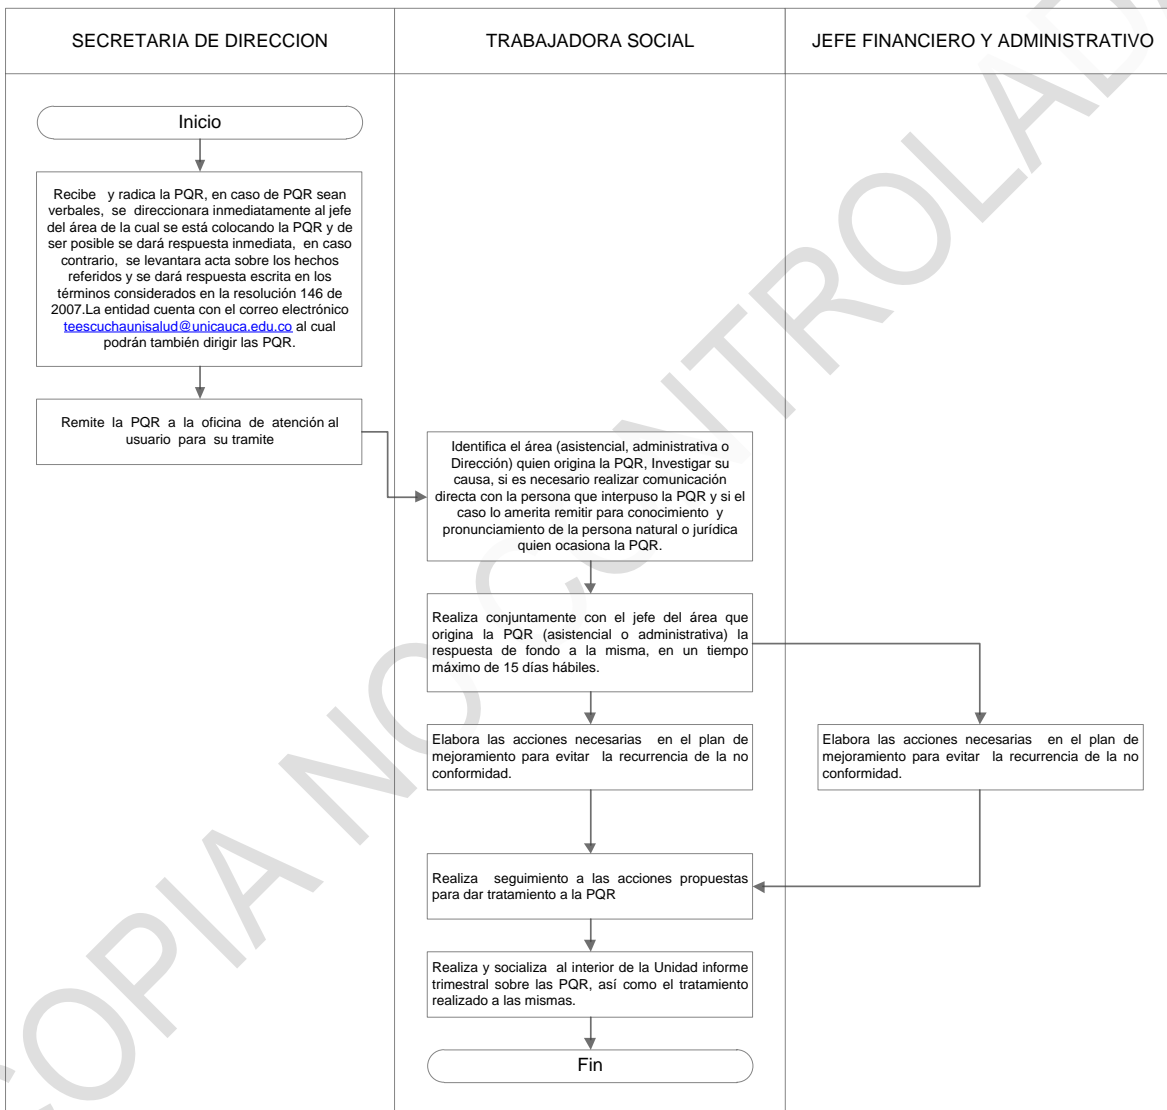 SECRETARIA DE DIRECCION
TRABAJADORA SOCIAL
JEFE FINANCIERO Y ADMINISTRATIVO
Inicio
Recibe y radica la PQR, en caso de PQR sean
verbales, se direccionara inmediatamente al jefe
del área de la cual se está colocando la PQR y de
ser posible se dará respuesta inmediata, en caso
contrario, se levantara acta sobre los hechos
referidos y se dará respuesta escrita en los
términos considerados en la resolución 146 de
2007.La entidad cuenta con el correo electrónico
teescuchaunisalud@unicauca.edu.co al cual
podrán también dirigir las PQR.
Remite la PQR a la oficina de atención al
usuario para su tramite
Identifica el área (asistencial, administrativa o
Dirección) quien origina la PQR, Investigar su
causa, si es necesario realizar comunicación
directa con la persona que interpuso la PQR y si el
caso lo amerita remitir para conocimiento y
pronunciamiento de la persona natural o jurídica
quien ocasiona la PQR.
Realiza conjuntamente con el jefe del área que
origina la PQR (asistencial o administrativa) la
respuesta de fondo a la misma, en un tiempo
máximo de 15 días hábiles.
Elabora las acciones necesarias en el plan de
mejoramiento para evitar la recurrencia de la no
conformidad.
Elabora las acciones necesarias en el plan de
mejoramiento para evitar la recurrencia de la no
conformidad.
Realiza seguimiento a las acciones propuestas
para dar tratamiento a la PQR
Realiza y socializa al interior de la Unidad informe
trimestral sobre las PQR, así como el tratamiento
realizado a las mismas.
Fin
COPIA NO CONTROLADA